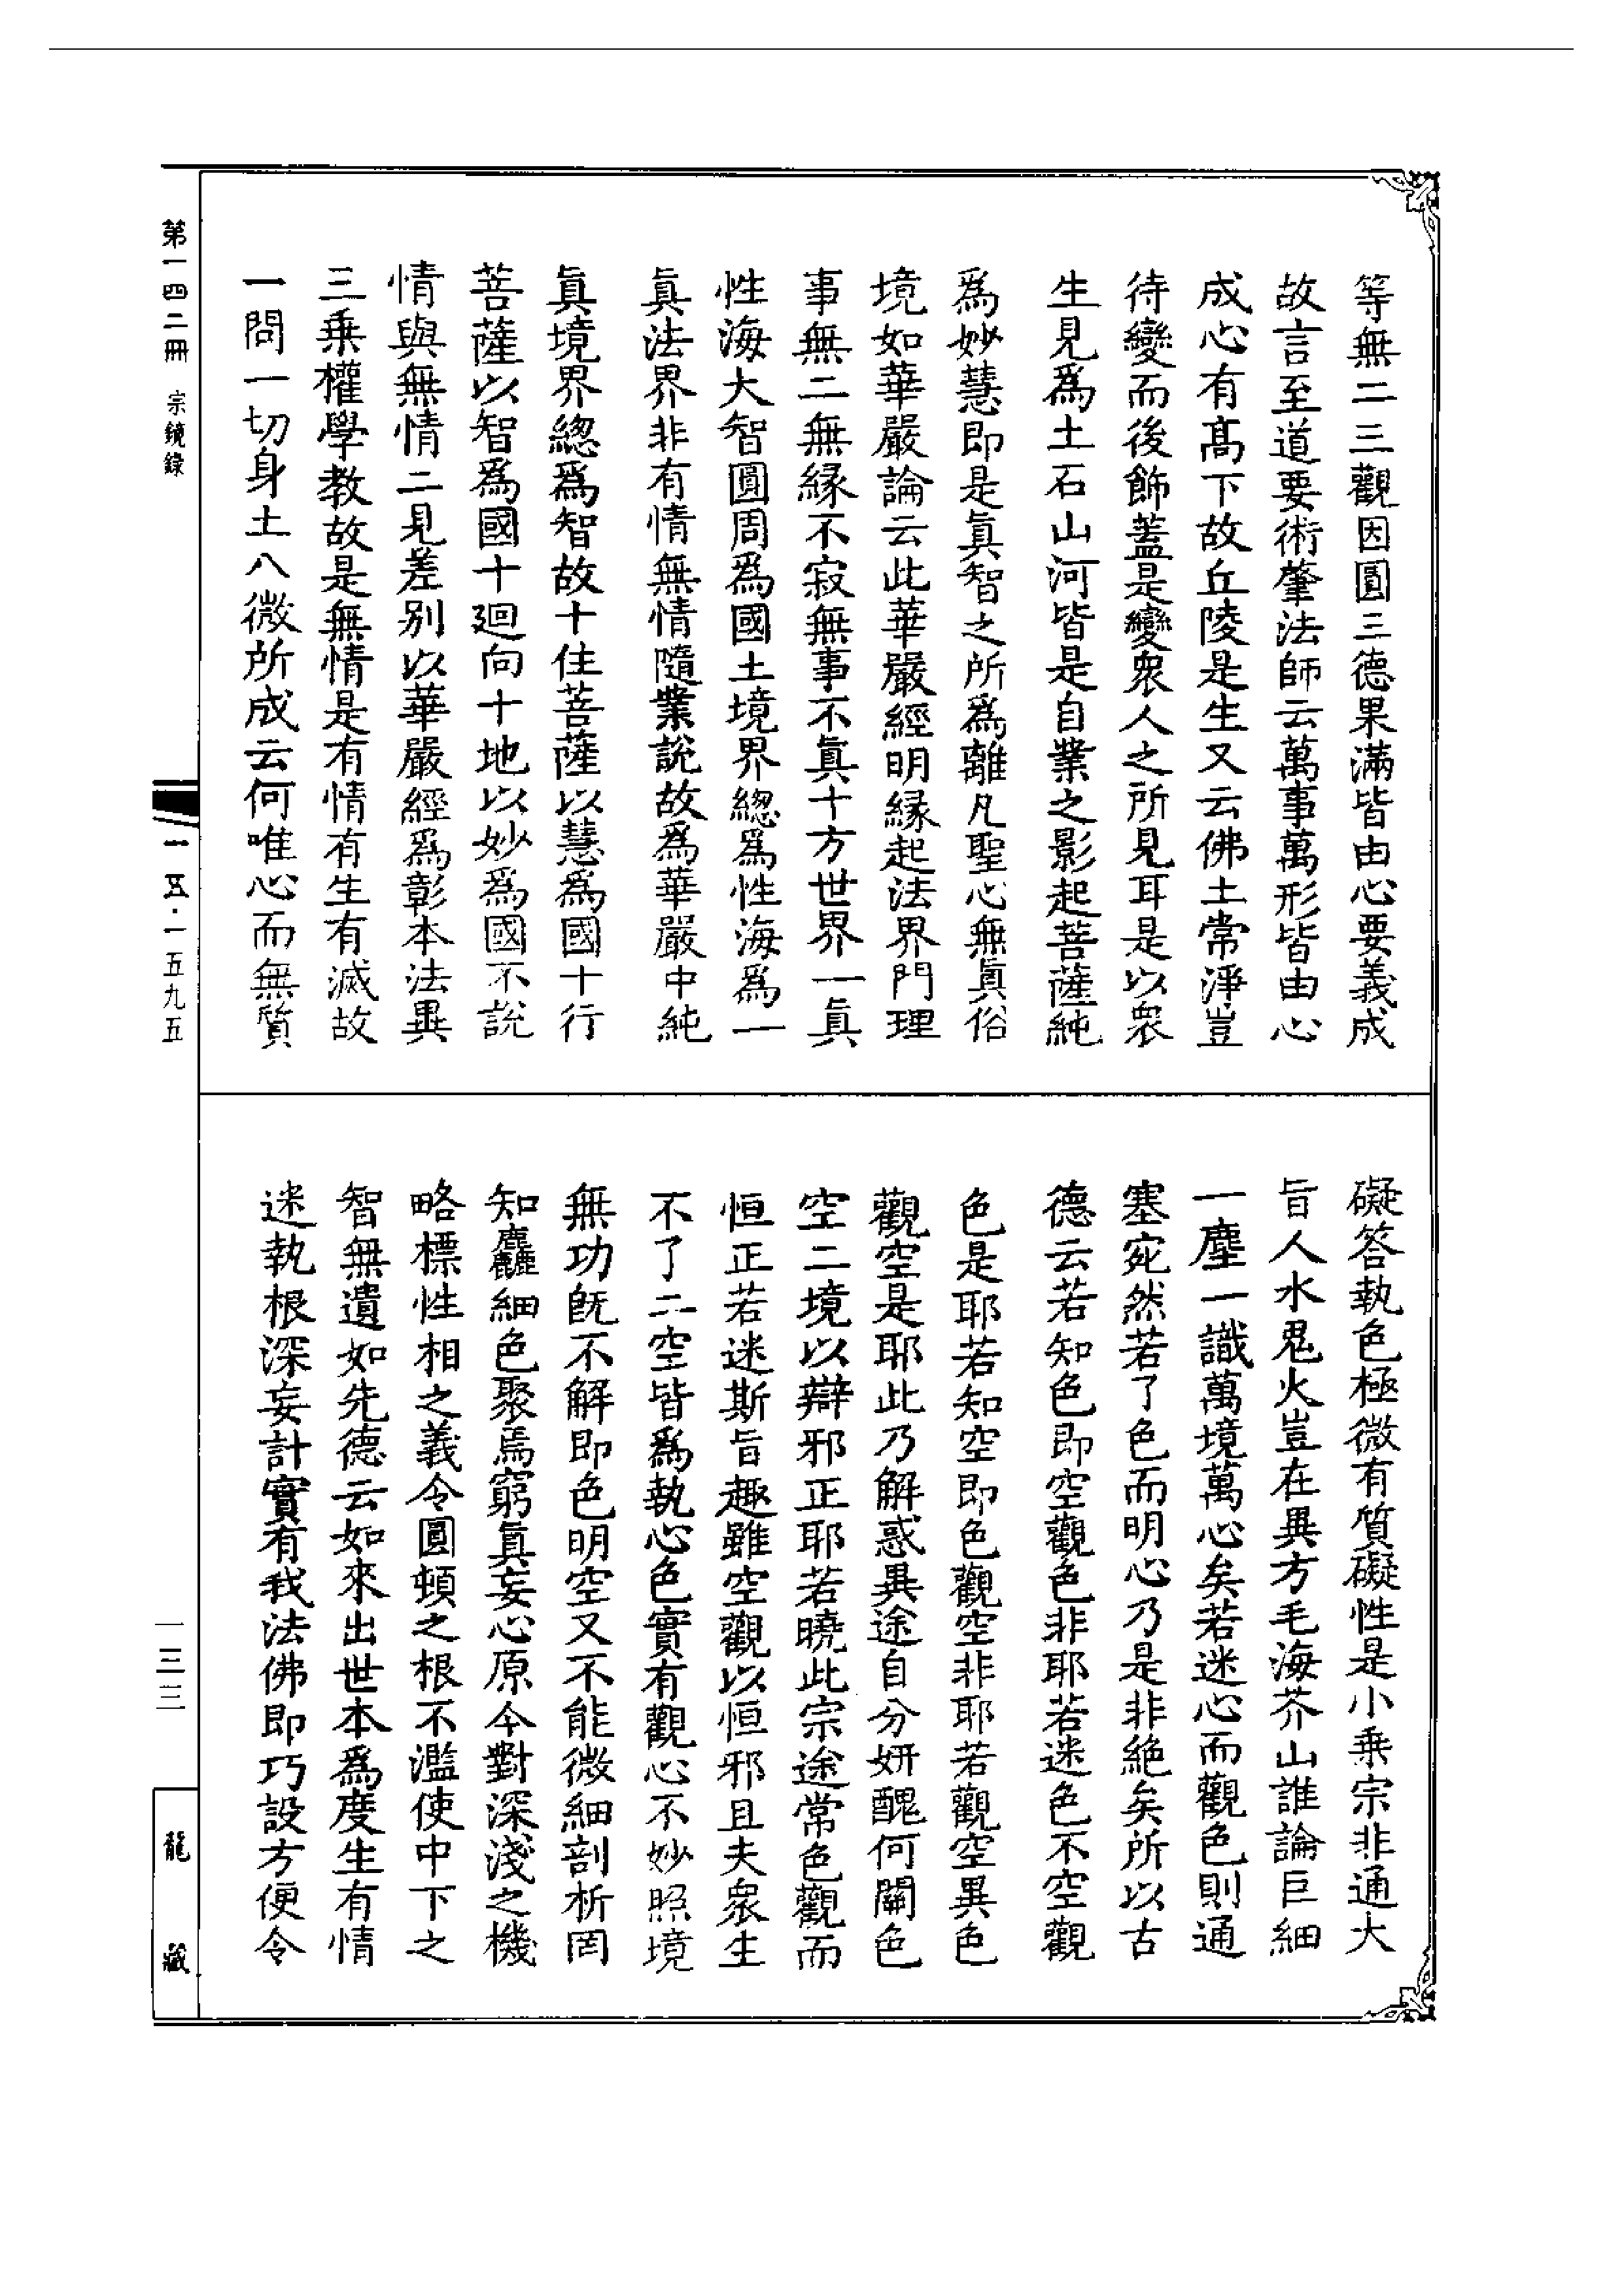 等無二三觀因圓三德果滿皆由心要義成
故言至道要術肇法師云萬事萬形皆由心
成心有髙下故丘陵是生又云佛土常淨豈
待變而後飾蓋是變衆人之所見耳是以衆
生見爲土石山河皆是自業之影起菩薩純
爲妙慧即是眞智之所爲離凡聖心無眞俗
境如華嚴論云此華嚴經明緣起法界門理
事無二無緣不寂無事不眞十方世界一眞
性海大智圓周爲國土境界總爲性海爲一
眞法界非有情無情隨業說故爲華嚴中純
眞境界總爲智故十住菩薩以慧爲國十行
菩薩以智爲國十迴向十地以妙爲國不說
情與無情二見差别以華嚴經爲彰本法異
三乗權學教故是無情是有情有生有滅故
一問一切身土八微所成云何唯心而無質
礙答執色極微有質礙性是小乗宗非通大
旨人水鬼火豈在異方毛海芥山誰論巨細
一塵一識萬境萬心矣若迷心而觀色則通
塞宛然若了色而明心乃是非絶矣所以古
德云若知色即空觀色非耶若迷色不空觀
色是耶若知空即色觀空非耶若觀空異色
觀空是耶此乃解惑異途自分妍醜何關色
空二境以辯邪正耶若曉此宗途常色觀而
恒正若迷斯旨趣雖空觀以恒邪且夫衆生
不了二空皆爲執心色實有觀心不妙照境
無功旣不解即色明空又不能微細剖析罔
知麤細色聚焉窮眞妄心原今對深淺之機
略標性相之義令圓頓之根不濫使中下之
智無遺如先德云如來出世本爲度生有情
迷執根深妄計實有我法佛即巧設方便令
第一四二冊 宗鏡錄
一五·一五九五
一三三
龍藏